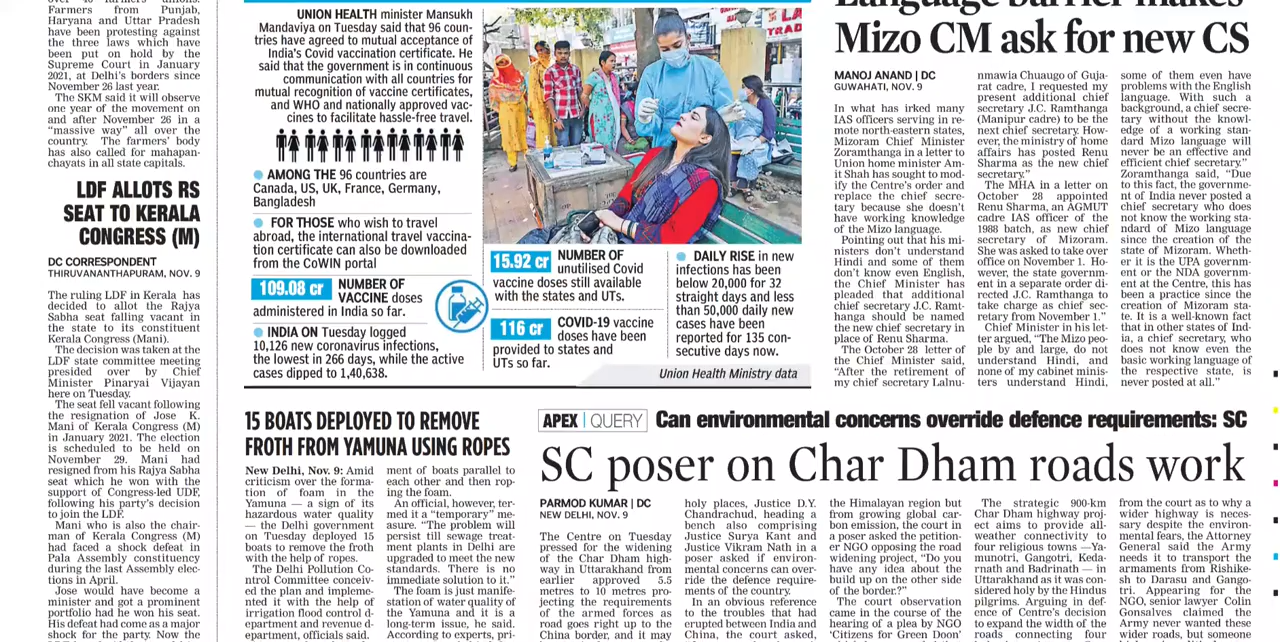 Farmers from Punjab,
Haryana and Uttar Pradesh
have been protesting against
the three laws which have
been put on hold by the
Supreme Court in January
2021, at Delhi's borders since
November 26 last year.
The SKM said it will observe
one year of the movement on
and after November 26 in a
"massive way" all over the
country. The farmers' body
has also called for mahapan-
chayats in all state capitals.
LDF ALLOTS RS
SEAT TO KERALA
CONGRESS (M)
DC CORRESPONDENT
THIRUVANANTHAPURAM, NOV. 9
The ruling LDF in Kerala has
decided to allot the Rajya
Sabha seat falling vacant in
the state to its constituent
Kerala Congress (Mani).
The decision was taken at the
LDF state committee meeting
presided over by Chief
Minister Pinarayi Vijayan
here on Tuesday.
The seat fell vacant following
the resignation of Jose K.
Mani of Kerala Congress (M)
in January 2021. The election
is scheduled to be held on
November 29. Mani had
resigned from his Rajya Sabha
seat which he won with the
support of Congress-led UDF,
following his party's decision
to join the LDF.
Mani who is also the chair-
man of Kerala Congress (M)
had faced a shock defeat in
Pala Assembly constituency
during the last Assembly elec-
tions in April.
Jose would have become a
minister and got a prominent
portfolio had he won his seat.
His defeat had come as a major
shock for the party. Now the
UNION HEALTH minister Mansukh
Mandaviya on Tuesday said that 96 coun-
tries have agreed to mutual acceptance of
India's Covid vaccination certificate. He
said that the government is in continuous
communication with all countries for
mutual recognition of vaccine certificates,
and WHO and nationally approved vac-
cines to facilitate hassle-free travel.
AMONG THE 96 countries are
Canada, US, UK, France, Germany,
Bangladesh
FOR THOSE who wish to travel
abroad, the international travel vaccina-
tion certificate can also be downloaded
from the CoWIN portal
109.08 cr NUMBER OF
VACCINE doses
administered in India so far.
INDIA ON Tuesday logged
10,126 new coronavirus infections,
the lowest in 266 days, while the active
cases dipped to 1,40,638.
LA
TRAD
15.92 cr NUMBER OF
unutilised Covid
vaccine doses still available
with the states and UTs.
116 cr COVID-19 vaccine
doses have been
provided to states and
UTs so far.
DAILY RISE in new
infections has been
below 20,000 for 32
straight days and less
than 50,000 daily new
cases have been
reported for 135 con-
secutive days now.
Union Health Ministry data
Language barrier makes
Mizo CM ask for new CS
MANOJ ANAND | DC
GUWAHATI, NOV. 9
In what has irked many
IAS officers serving in re-
mote north-eastern states,
Mizoram Chief Minister
Zoramthanga in a letter to
Union home minister Am-
it Shah has sought to mod-
ify the Centre's order and
replace the chief secre-
tary because she doesn't
have working knowledge
of the Mizo language.
Pointing out that his mi-
nisters don't understand
Hindi and some of them
don't know even English,
the Chief Minister has
pleaded that additional
chief secretary J.C. Ramt-
hanga should be named
the new chief secretary in
place of Renu Sharma.
The October 28 letter of
the Chief Minister said,
"After the retirement of
my chief secretary Lalnu-
nmawia Chuaugo of Guja-
rat cadre, I requested my
present additional chief
secretary J.C. Ramthanga
(Manipur cadre) to be the
next chief secretary. How-
ever, the ministry of home
affairs has posted Renu
Sharma as the new chief
secretary."
The MHA in a letter on
October 28 appointed
Renu Sharma, an AGMUT
cadre IAS officer of the
1988 batch, as new chief
secretary of Mizoram.
She was asked to take over
office on November 1. Ho-
wever, the state governm-
ent in a separate order di-
rected J.C. Ramthanga to
take charge as chief sec-
retary from November 1."
Chief Minister in his let-
ter argued, "The Mizo peo-
ple by and large, do not
understand Hindi, and
none of my cabinet minis-
ters understand Hindi,
some of them even have
problems with the English
language. With such a
background, a chief secre-
tary without the knowl-
edge of a working stan-
dard Mizo language will
never be an effective and
efficient chief secretary."
Zoramthanga said, "Due
to this fact, the governme-
nt of India never posted a
chief secretary who does
not know the working sta-
ndard of Mizo language
since the creation of the
state of Mizoram. Wheth-
er it is the UPA governm-
ent or the NDA governm-
ent at the Centre, this has
been a practice since the
creation of Mizoram sta-
te. It is a well-known fact
that in other states of Ind-
ia, a chief secretary, who
does not know even the
basic working language of
the respective state, is
never posted at all."
15 BOATS DEPLOYED TO REMOVE
FROTH FROM YAMUNA USING ROPES
New Delhi, Nov. 9: Amid
criticism over the forma-
tion of foam in the
Yamuna — a sign of its
hazardous water quality
— the Delhi government
on Tuesday deployed 15
boats to remove the froth
with the help of ropes.
The Delhi Pollution Co-
ntrol Committee conceiv-
ed the plan and impleme-
nted it with the help of
irrigation flood control d-
epartment and revenue d-
epartment, officials said.
ment of boats parallel to
each other and then rop-
ing the foam.
An official, however, ter-
med it a "temporary" me-
asure. "The problem will
persist till sewage treat-
ment plants in Delhi are
upgraded to meet the new
standards. There is no
immediate solution to it."
The foam is just manife-
station of water quality of
the Yamuna and it is a
long-term issue, he said.
According to experts, pri-
APEX | QUERY Can environmental concerns override defence requirements: SC
SC poser on Char Dham roads work
PARMOD KUMAR | DC
NEW DELHI, NOV. 9
The Centre on Tuesday
pressed for the widening
of the Char Dham high-
way in Uttarakhand from
earlier approved 5.5
metres to 10 metres pro-
jecting the requirements
of the armed forces as
road goes right up to the
China border, and it may
holy places, Justice D.Y.
Chandrachud, heading a
bench also comprising
Justice Surya Kant and
Justice Vikram Nath in a
poser asked if environ-
mental concerns can over-
ride the defence require-
ments of the country.
In an obvious reference
to the troubles that had
erupted between India and
China, the court asked,
the Himalayan region but
from growing global car-
bon emission, the court in
a poser asked the petition-
er NGO opposing the road
widening project, "Do you
have any idea about the
build up on the other side
of the border.?"
The court observation
came in the course of the
hearing of a plea by NGO
'Citizens for Green Doon'
The strategic 900-km
Char Dham highway proj-
ect aims to provide all-
weather connectivity to
four religious towns —Ya-
munotri, Gangotri, Keda-
rnath and Badrinath — in
Uttarakhand as it was con-
sidered holy by the Hindus
pilgrims. Arguing in def-
ence of Centre's decision
to expand the width of the
roads connecting four
from the court as to why a
wider highway is neces-
sary despite the environ-
mental fears, the Attorney
General said the Army
needs it to transport the
armaments from Rishike-
sh to Darasu and Gango-
tri. Appearing for the
NGO, senior lawyer Colin
Gonsalves claimed the
Army never wanted these
wider roads, but some